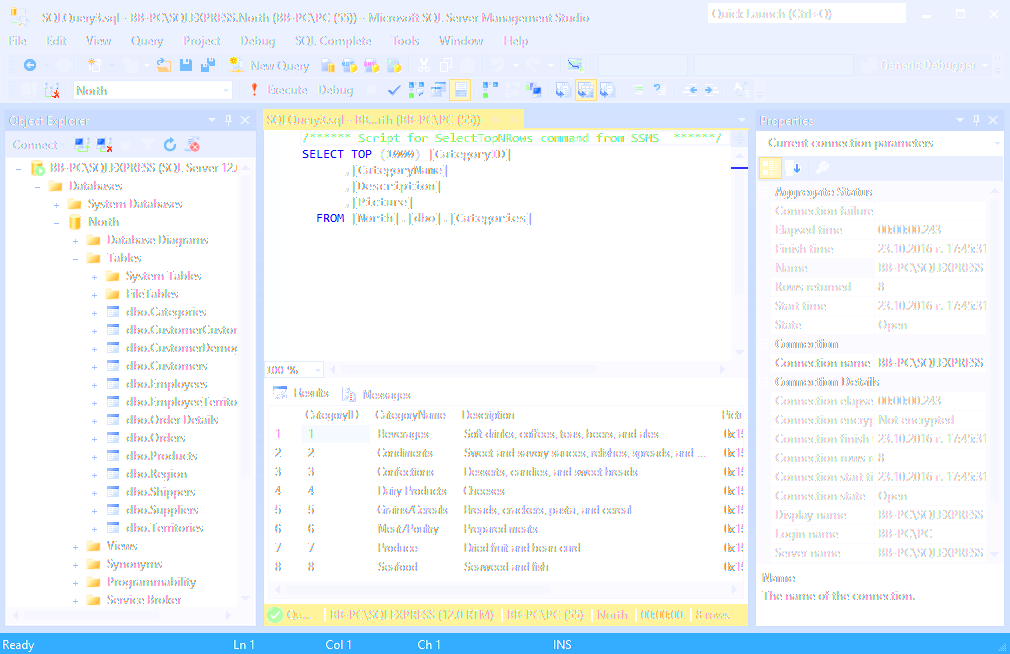 SQLQuery3.sql - BB-PC\SQLEXPRESS.North (BB-PC\PC (55)) - Microsoft SQL Server Management Studio
Quick Launch (Ctrl+Q)
File Edit View Query Project Debug SQL Complete Tools Window Help
New Query
Generic Debugger
North
Execute Debug
Object Explorer
Connect
BB-PC\SQLEXPRESS (SQL Server 12.0
Databases
System Databases
North
Database Diagrams
Tables
System Tables
FileTables
dbo.Categories
dbo.CustomerCustor
dbo.CustomerDemog
dbo.Customers
dbo.Employees
dbo.EmployeeTerrito
dbo.Order Details
dbo.Orders
dbo.Products
dbo.Region
dbo.Shippers
dbo.Suppliers
dbo.Territories
Views
Synonyms
Programmability
Service Broker
SQLQuery3.sql - BB-...rth (BB-PC\PC (55))
/****** Script for SelectTopNRows command from SSMS ******/
SELECT TOP (1000) [CategoryID]
,[CategoryName]
,[Description]
,[Picture]
FROM [North].[dbo].[Categories]
100 %
Results Messages
CategoryID CategoryName Description Pictu
1 1 Beverages Soft drinks, coffees, teas, beers, and ales 0x15
2 2 Condiments Sweet and savory sauces, relishes, spreads, and ... 0x15
3 3 Confections Desserts, candies, and sweet breads 0x15
4 4 Dairy Products Cheeses 0x15
5 5 Grains/Cereals Breads, crackers, pasta, and cereal 0x15
6 6 Meat/Poultry Prepared meats 0x15
7 7 Produce Dried fruit and bean curd 0x15
8 8 Seafood Seaweed and fish 0x15
Qu... BB-PC\SQLEXPRESS (12.0 RTM) BB-PC\PC (55) North 00:00:00 8 rows
Properties
Current connection parameters
Aggregate Status
Connection failure
Elapsed time 00:00:00.243
Finish time 23.10.2016 г. 17:45:31
Name BB-PC\SQLEXPRESS
Rows returned 8
Start time 23.10.2016 г. 17:45:31
State Open
Connection
Connection name BB-PC\SQLEXPRESS
Connection Details
Connection elapse 00:00:00.243
Connection encryp Not encrypted
Connection finish 23.10.2016 г. 17:45:31
Connection rows r 8
Connection start ti 23.10.2016 г. 17:45:31
Connection state Open
Display name BB-PC\SQLEXPRESS
Login name BB-PC\PC
Server name BB-PC\SQLEXPRESS
Name
The name of the connection.
Ready Ln 1 Col 1 Ch 1 INS